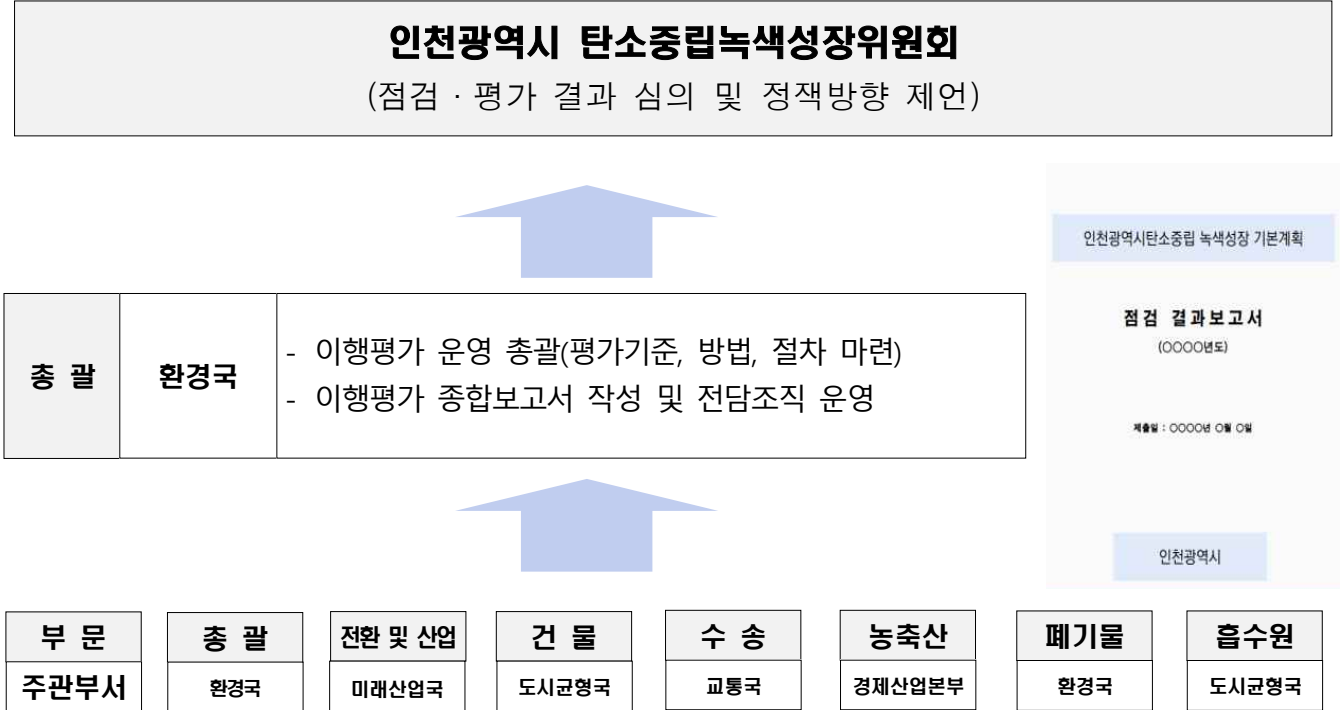 인천광역시 탄소중립녹색성장위원회
(점검 · 평가 결과 심의 및 정잭방향 제언)
인천광역시탄소중립 녹색성장 기본계획
점검 결과보고서
(OOOO년도)
제출일 : OOOO년 O월 O일
인천광역시
총 괄
환경국
- 이행평가 운영 총괄(평가기준, 방법, 절차 마련)
- 이행평가 종합보고서 작성 및 전담조직 운영
부 문 총 괄 전환 및 산업 건 물 수 송 농축산 폐기물 흡수원
주관부서 환경국 미래산업국 도시균형국 교통국 경제산업본부 환경국 도시균형국